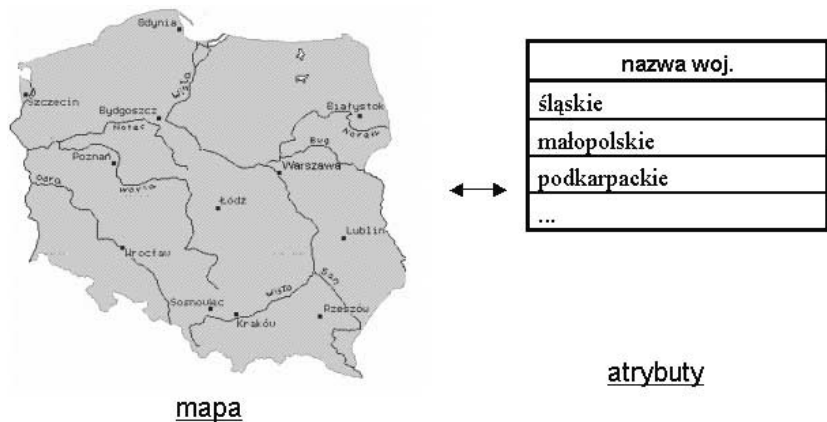 Gdynia
Wisła
Szczecin
Bydgoszcz
Białystok
Noteć
Narew
Bug
Poznań
Warszawa
Odra
Warta
Łódź
Lublin
Wrocław
San
Wisła
Sosnowiec
Kraków
Rzeszów
mapa
nazwa woj.
śląskie
małopolskie
podkarpackie
...
atrybuty